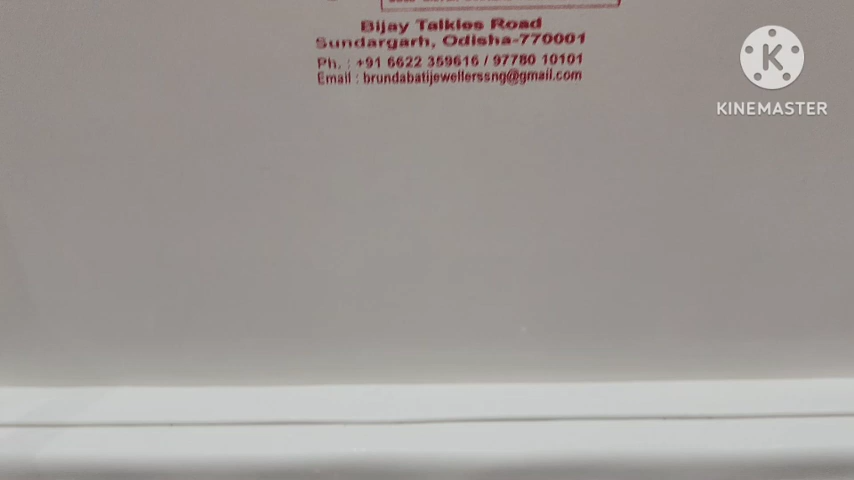 Bijay Talkies Road
Sundargarh, Odisha-770001
Ph. : +91 6622 359616 / 97780 10101
Email : brundabatijewellerssng@gmail.com
K
KINEMASTER